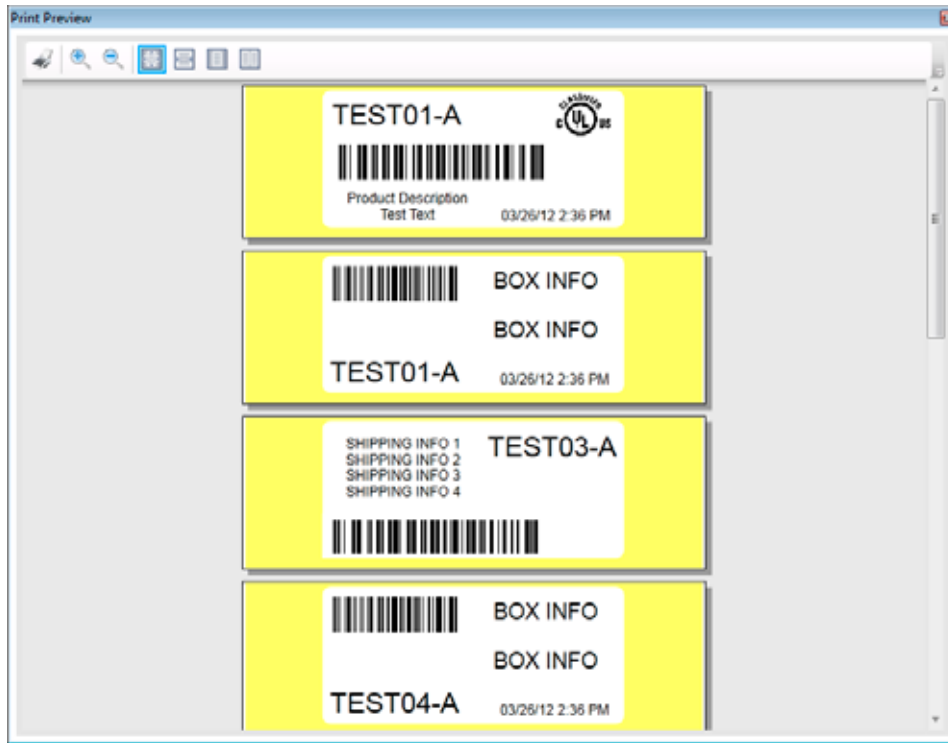 Print Preview
TEST01-A
CLASSIFIED
C UL US
Product Description
Test Text
03/26/12 2:36 PM
BOX INFO
BOX INFO
TEST01-A
03/26/12 2:36 PM
SHIPPING INFO 1
SHIPPING INFO 2
SHIPPING INFO 3
SHIPPING INFO 4
TEST03-A
BOX INFO
BOX INFO
TEST04-A
03/26/12 2:36 PM